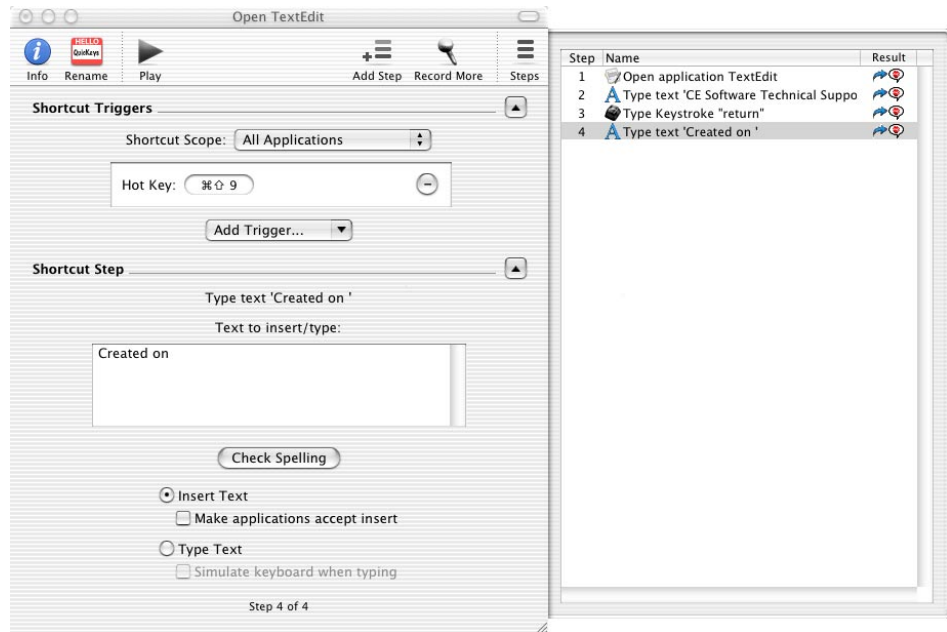 Open TextEdit
HELLO
QuicKeys
Info Rename Play Add Step Record More Steps
Shortcut Triggers
Shortcut Scope: All Applications
Hot Key: ⌘⇧ 9
Add Trigger...
Shortcut Step
Type text 'Created on '
Text to insert/type:
Created on
Check Spelling
Insert Text
Make applications accept insert
Type Text
Simulate keyboard when typing
Step 4 of 4
Step Name Result
1 Open application TextEdit
2 Type text 'CE Software Technical Suppo
3 Type Keystroke "return"
4 Type text 'Created on '